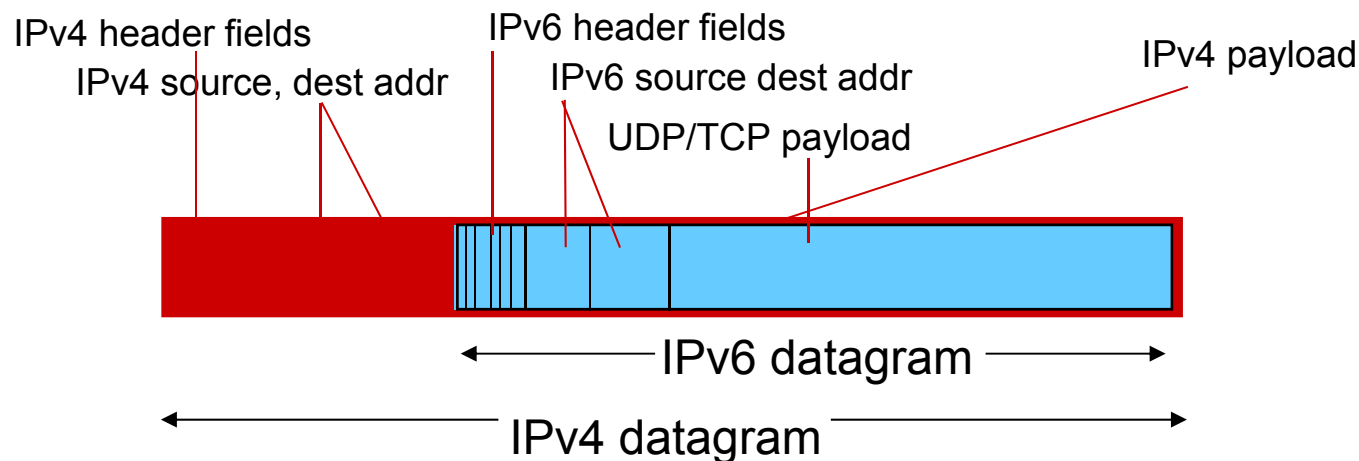 IPv4 header fields
IPv6 header fields
IPv4 payload
IPv4 source, dest addr
IPv6 source dest addr
UDP/TCP payload
IPv6 datagram
IPv4 datagram